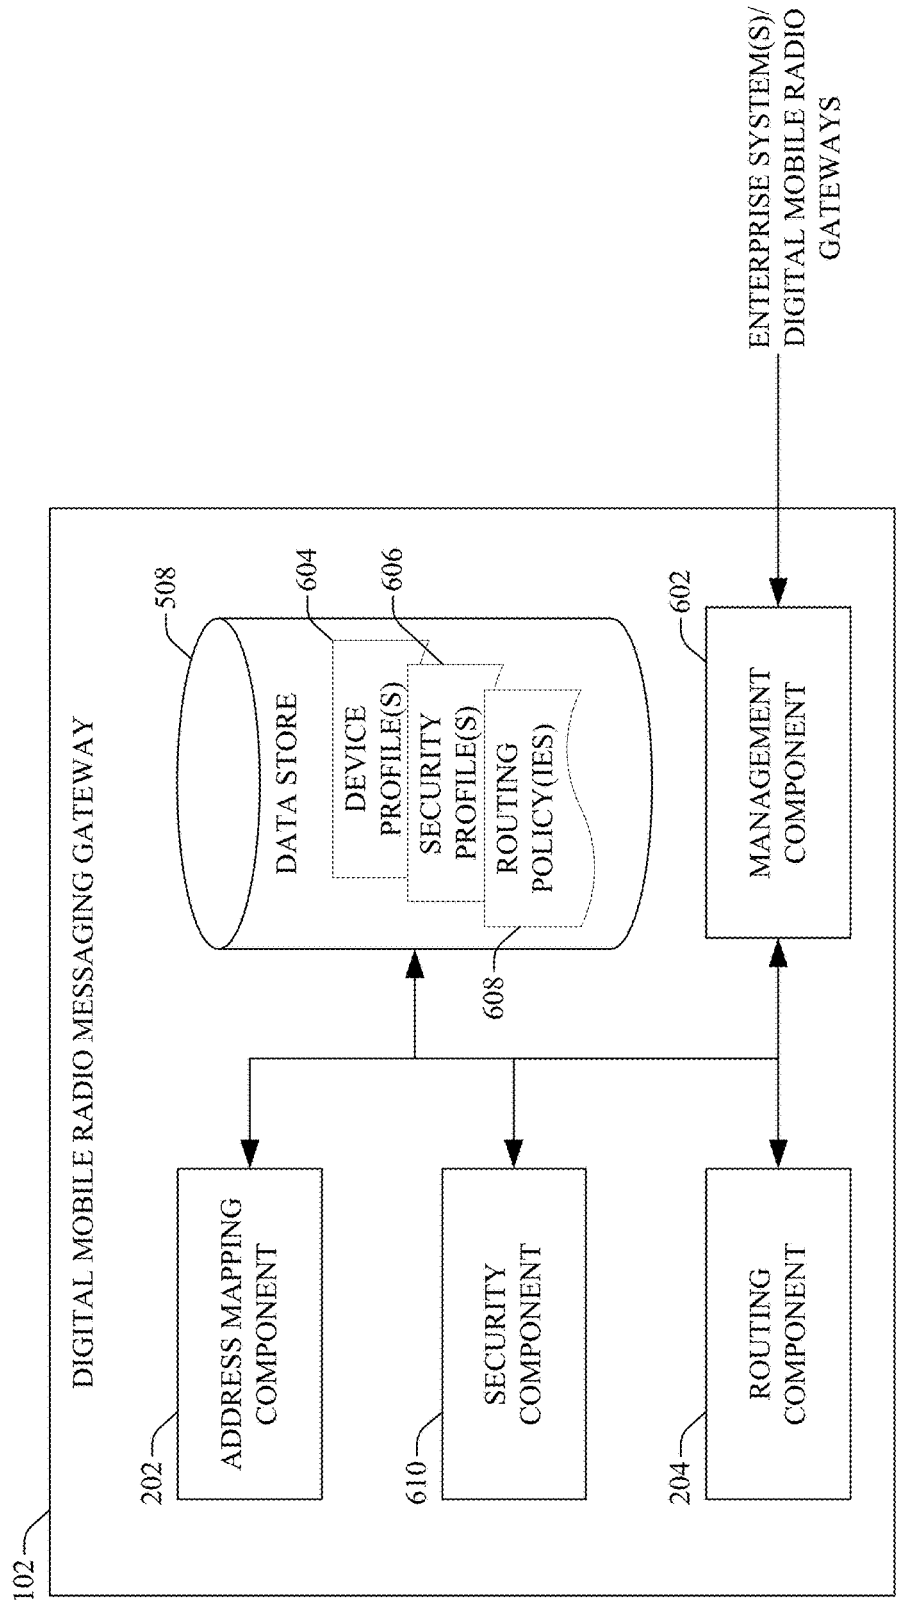 102
DIGITAL MOBILE RADIO MESSAGING GATEWAY
202
ADDRESS MAPPING
COMPONENT
610
SECURITY
COMPONENT
204
ROUTING
COMPONENT
508
DATA STORE
604
DEVICE
PROFILE(S)
606
SECURITY
PROFILE(S)
608
ROUTING
POLICY(IES)
602
MANAGEMENT
COMPONENT
ENTERPRISE SYSTEM(S)/
DIGITAL MOBILE RADIO
GATEWAYS